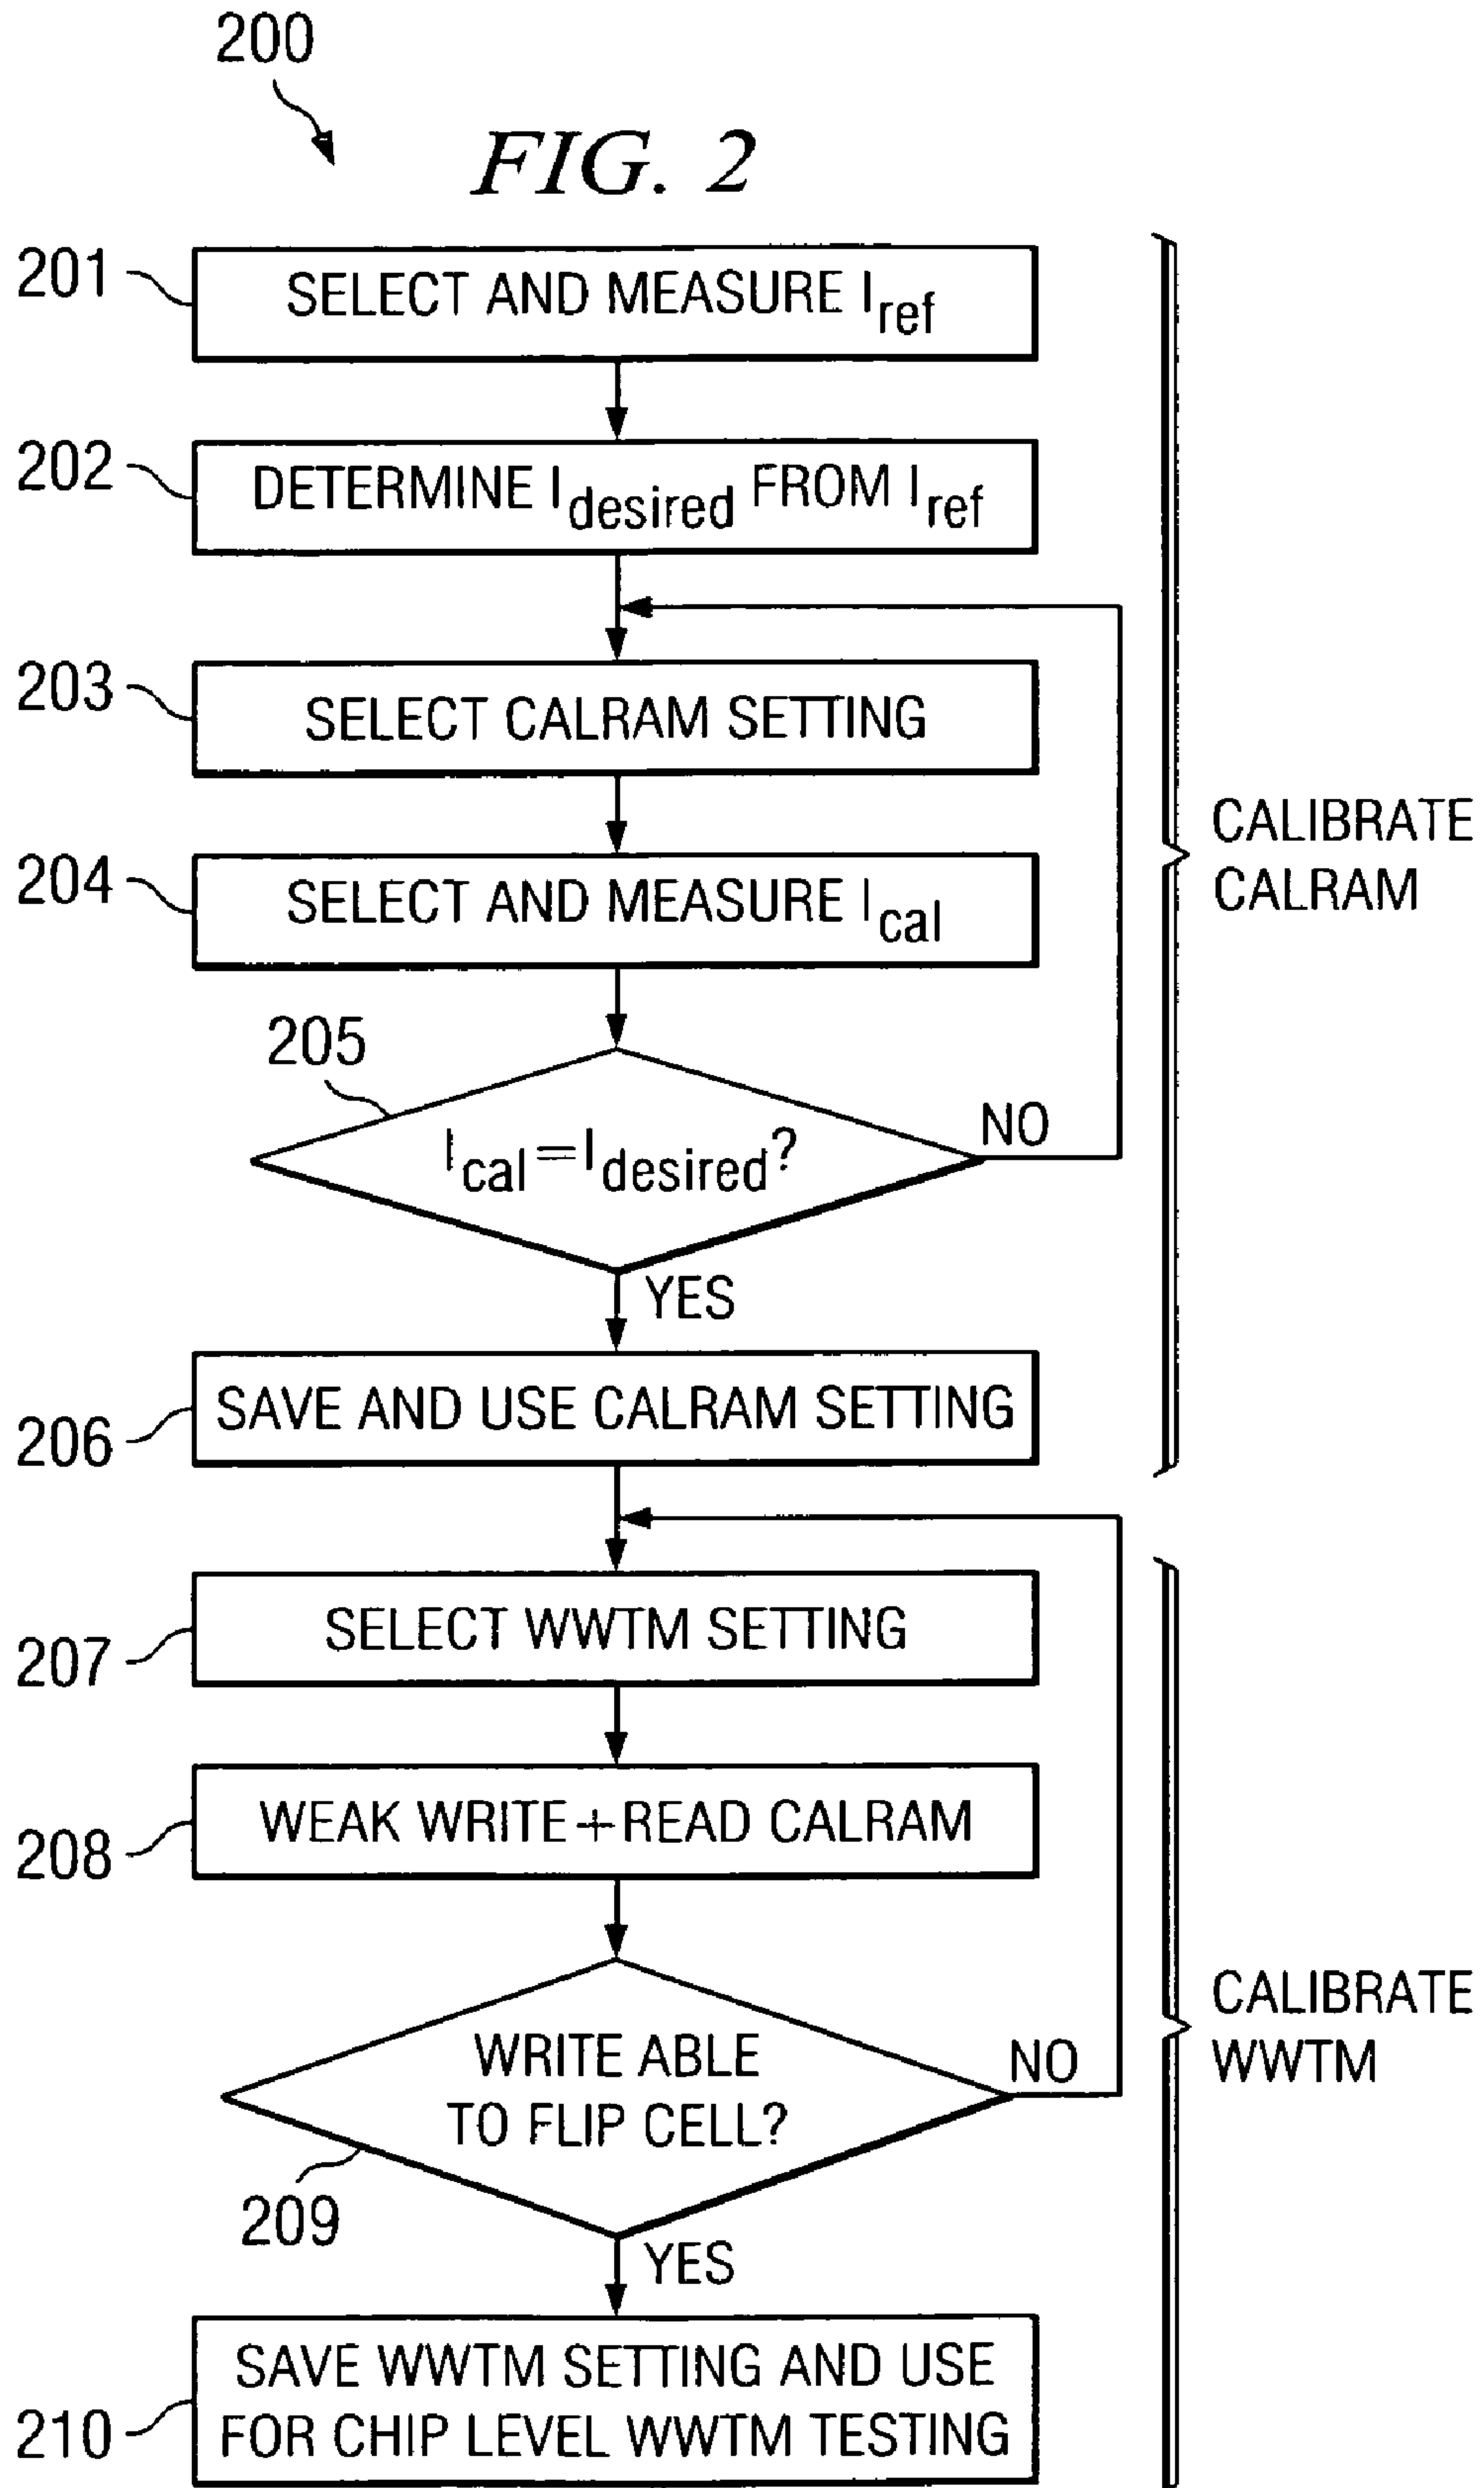 200
FIG. 2
201
SELECT AND MEASURE Iref
202
DETERMINE Idesired FROM Iref
203
SELECT CALRAM SETTING
204
SELECT AND MEASURE Ical
CALIBRATE
CALRAM
205
Ical=Idesired?
NO
YES
206
SAVE AND USE CALRAM SETTING
207
SELECT WWTM SETTING
208
WEAK WRITE+READ CALRAM
CALIBRATE
WWTM
WRITE ABLE
TO FLIP CELL?
NO
209
YES
210
SAVE WWTM SETTING AND USE
FOR CHIP LEVEL WWTM TESTING